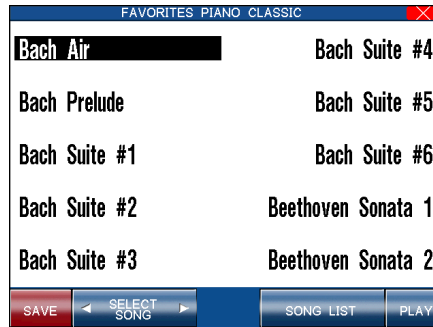 FAVORITES PIANO CLASSIC
Bach Air
Bach Prelude
Bach Suite #1
Bach Suite #2
Bach Suite #3
Bach Suite #4
Bach Suite #5
Bach Suite #6
Beethoven Sonata 1
Beethoven Sonata 2
SAVE
SELECT
SONG
SONG LIST
PLAY